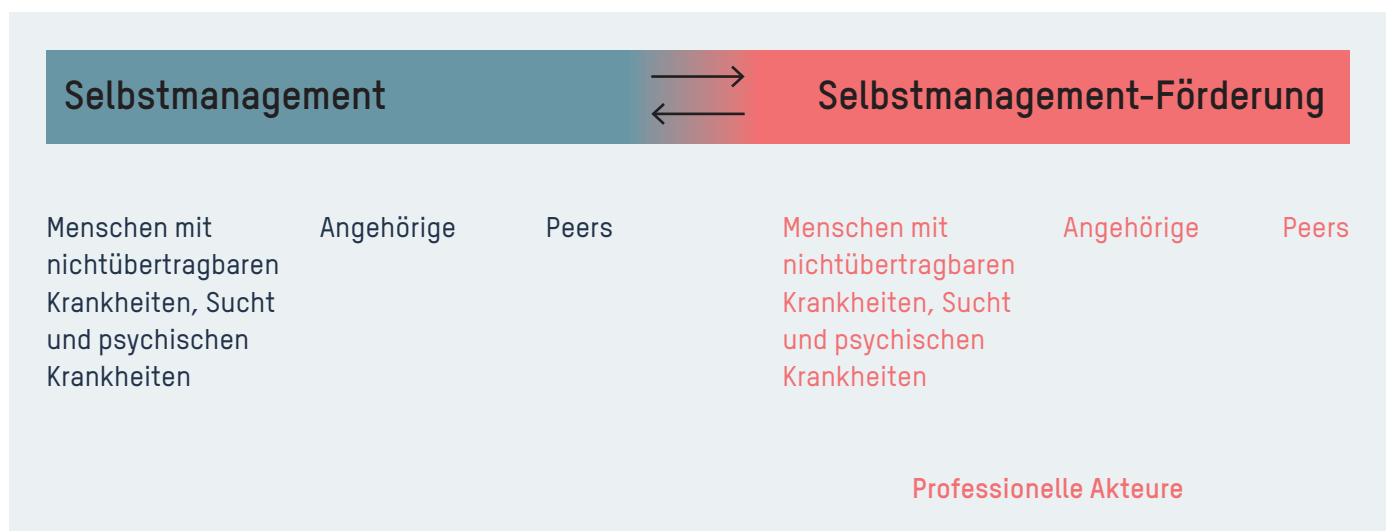 Selbstmanagement
Selbstmanagement-Förderung
Menschen mit
nichtübertragbaren
Krankheiten, Sucht
und psychischen
Krankheiten
Angehörige
Peers
Menschen mit
nichtübertragbaren
Krankheiten, Sucht
und psychischen
Krankheiten
Angehörige
Peers
Professionelle Akteure